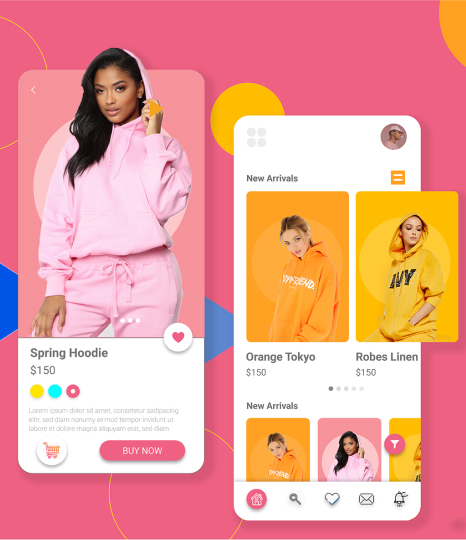 Spring Hoodie
$150
Lorem ipsum dolor sit amet, consetetur sadipscing
elitr, sed diam nonumy eirmod tempor invidunt ut
labore et dolore magna aliquyam erat, sed diam.
BUY NOW
New Arrivals
Orange Tokyo
$150
Robes Linen
$150
New Arrivals